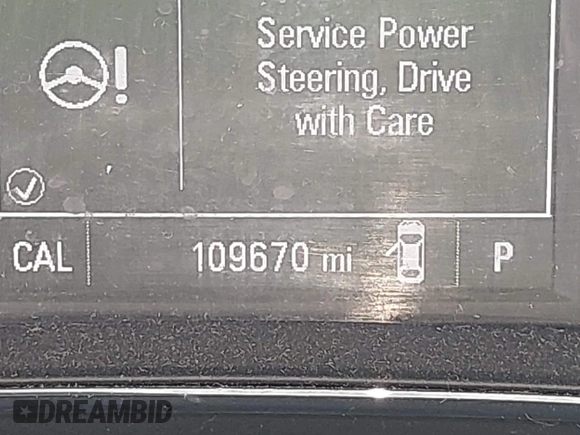 Service Power
Steering, Drive
with Care
CAL 109670 mi P
DREAMBID